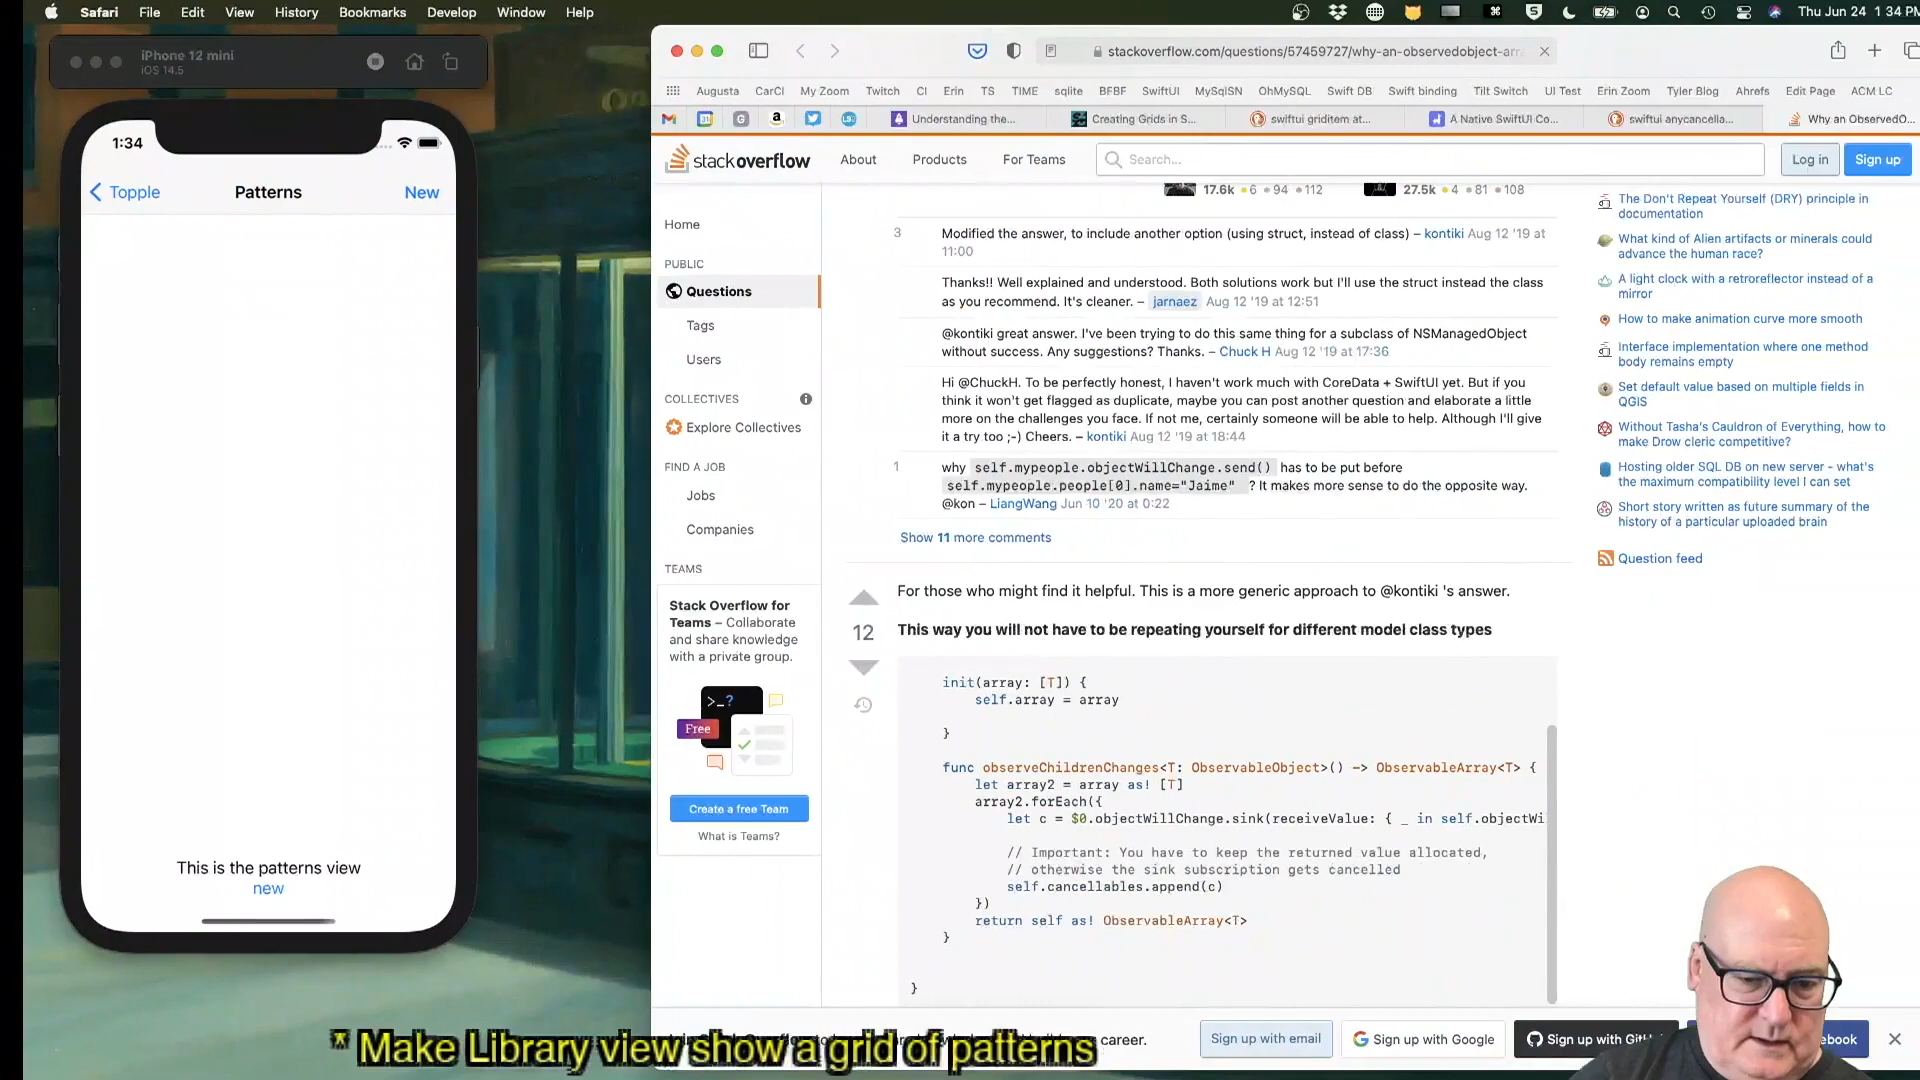 Safari File Edit View History Bookmarks Develop Window Help
Thu Jun 24 1:34 PM
iPhone 12 mini
iOS 14.5
1:34
Topple Patterns New
This is the patterns view
new
stackoverflow.com/questions/57459727/why-an-observedobject-arr
Augusta CarCI My Zoom Twitch CI Erin TS TIME sqlite BFBF SwiftUI MySqlSN OhMySQL Swift DB Swift binding Tilt Switch UI Test Erin Zoom Tyler Blog Ahrefs Edit Page ACM LC
Understanding the... Creating Grids in S... swiftui griditem at... A Native SwiftUI Co... swiftui anycancella... Why an ObservedO...
stackoverflow About Products For Teams Search... Log in Sign up
Home
PUBLIC
Questions
Tags
Users
COLLECTIVES
Explore Collectives
FIND A JOB
Jobs
Companies
TEAMS
Stack Overflow for
Teams – Collaborate
and share knowledge
with a private group.
>_?
Free
Create a free Team
What is Teams?
17.6k 6 94 112 27.5k 4 81 108
3 Modified the answer, to include another option (using struct, instead of class) – kontiki Aug 12 '19 at
11:00
Thanks!! Well explained and understood. Both solutions work but I'll use the struct instead the class
as you recommend. It's cleaner. – jarnaez Aug 12 '19 at 12:51
@kontiki great answer. I've been trying to do this same thing for a subclass of NSManagedObject
without success. Any suggestions? Thanks. – Chuck H Aug 12 '19 at 17:36
Hi @ChuckH. To be perfectly honest, I haven't work much with CoreData + SwiftUI yet. But if you
think it won't get flagged as duplicate, maybe you can post another question and elaborate a little
more on the challenges you face. If not me, certainly someone will be able to help. Although I'll give
it a try too ;-) Cheers. – kontiki Aug 12 '19 at 18:44
1 why self.mypeople.objectWillChange.send() has to be put before
self.mypeople.people[0].name="Jaime" ? It makes more sense to do the opposite way.
@kon – LiangWang Jun 10 '20 at 0:22
Show 11 more comments
For those who might find it helpful. This is a more generic approach to @kontiki 's answer.
12 This way you will not have to be repeating yourself for different model class types
init(array: [T]) {
self.array = array
}
func observeChildrenChanges<T: ObservableObject>() -> ObservableArray<T> {
let array2 = array as! [T]
array2.forEach({
let c = $0.objectWillChange.sink(receiveValue: { _ in self.objectWi
// Important: You have to keep the returned value allocated,
// otherwise the sink subscription gets cancelled
self.cancellables.append(c)
})
return self as! ObservableArray<T>
}
}
The Don't Repeat Yourself (DRY) principle in
documentation
What kind of Alien artifacts or minerals could
advance the human race?
A light clock with a retroreflector instead of a
mirror
How to make animation curve more smooth
Interface implementation where one method
body remains empty
Set default value based on multiple fields in
QGIS
Without Tasha's Cauldron of Everything, how to
make Drow cleric competitive?
Hosting older SQL DB on new server - what's
the maximum compatibility level I can set
Short story written as future summary of the
history of a particular uploaded brain
Question feed
career. Sign up with email Sign up with Google Sign up with GitH ebook
* Make Library view show a grid of patterns